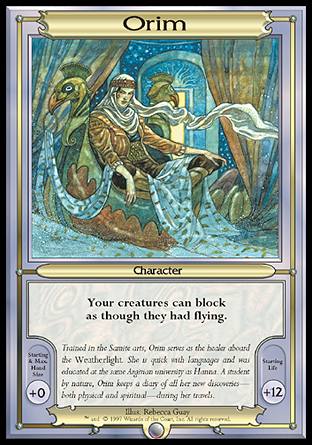 Orim
Character
Your creatures can block
as though they had flying.
Trained in the Samite arts, Orim serves as the healer aboard
the Weatherlight. She is quick with languages and was
educated at the same Argivian university as Hanna. A student
by nature, Orim keeps a diary of all her new discoveries—
both physical and spiritual—during her travels.
Starting
& Max.
Hand
Size
+0
Starting
Life
+12
Illus. Rebecca Guay
™ and © 1997 Wizards of the Coast, Inc. All rights reserved.